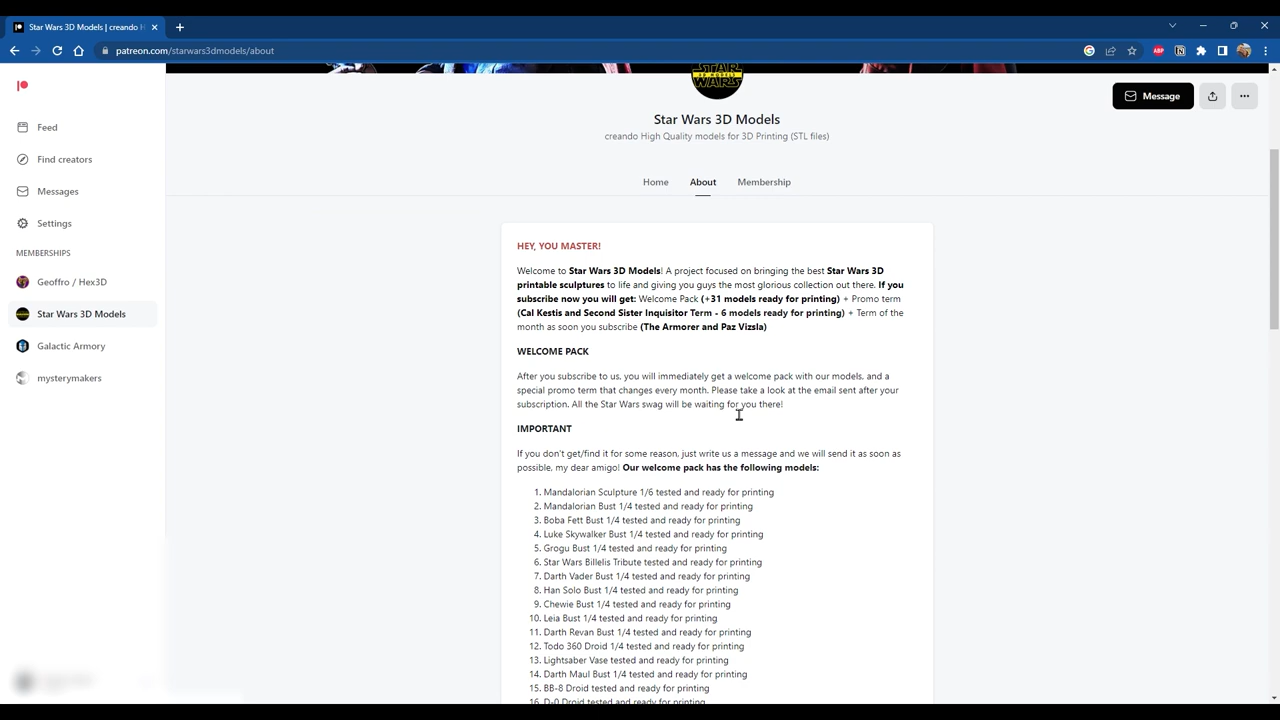 Star Wars 3D Models | creando H
patreon.com/starwars3dmodels/about
ABP
STAR
3D MODELS
WARS
Message
Star Wars 3D Models
creando High Quality models for 3D Printing (STL files)
Feed
Find creators
Messages
Settings
MEMBERSHIPS
Geoffro / Hex3D
Star Wars 3D Models
Galactic Armory
mysterymakers
Home
About
Membership
HEY, YOU MASTER!
Welcome to Star Wars 3D Models! A project focused on bringing the best Star Wars 3D
printable sculptures to life and giving you guys the most glorious collection out there. If you
subscribe now you will get: Welcome Pack (+31 models ready for printing) + Promo term
(Cal Kestis and Second Sister Inquisitor Term - 6 models ready for printing) + Term of the
month as soon you subscribe (The Armorer and Paz Vizsla)
WELCOME PACK
After you subscribe to us, you will immediately get a welcome pack with our models, and a
special promo term that changes every month. Please take a look at the email sent after your
subscription. All the Star Wars swag will be waiting for you there!
IMPORTANT
If you don't get/find it for some reason, just write us a message and we will send it as soon as
possible, my dear amigo! Our welcome pack has the following models:
1. Mandalorian Sculpture 1/6 tested and ready for printing
2. Mandalorian Bust 1/4 tested and ready for printing
3. Boba Fett Bust 1/4 tested and ready for printing
4. Luke Skywalker Bust 1/4 tested and ready for printing
5. Grogu Bust 1/4 tested and ready for printing
6. Star Wars Billelis Tribute tested and ready for printing
7. Darth Vader Bust 1/4 tested and ready for printing
8. Han Solo Bust 1/4 tested and ready for printing
9. Chewie Bust 1/4 tested and ready for printing
10. Leia Bust 1/4 tested and ready for printing
11. Darth Revan Bust 1/4 tested and ready for printing
12. Todo 360 Droid 1/4 tested and ready for printing
13. Lightsaber Vase tested and ready for printing
14. Darth Maul Bust 1/4 tested and ready for printing
15. BB-8 Droid tested and ready for printing
16. D-0 Droid tested and ready for printing